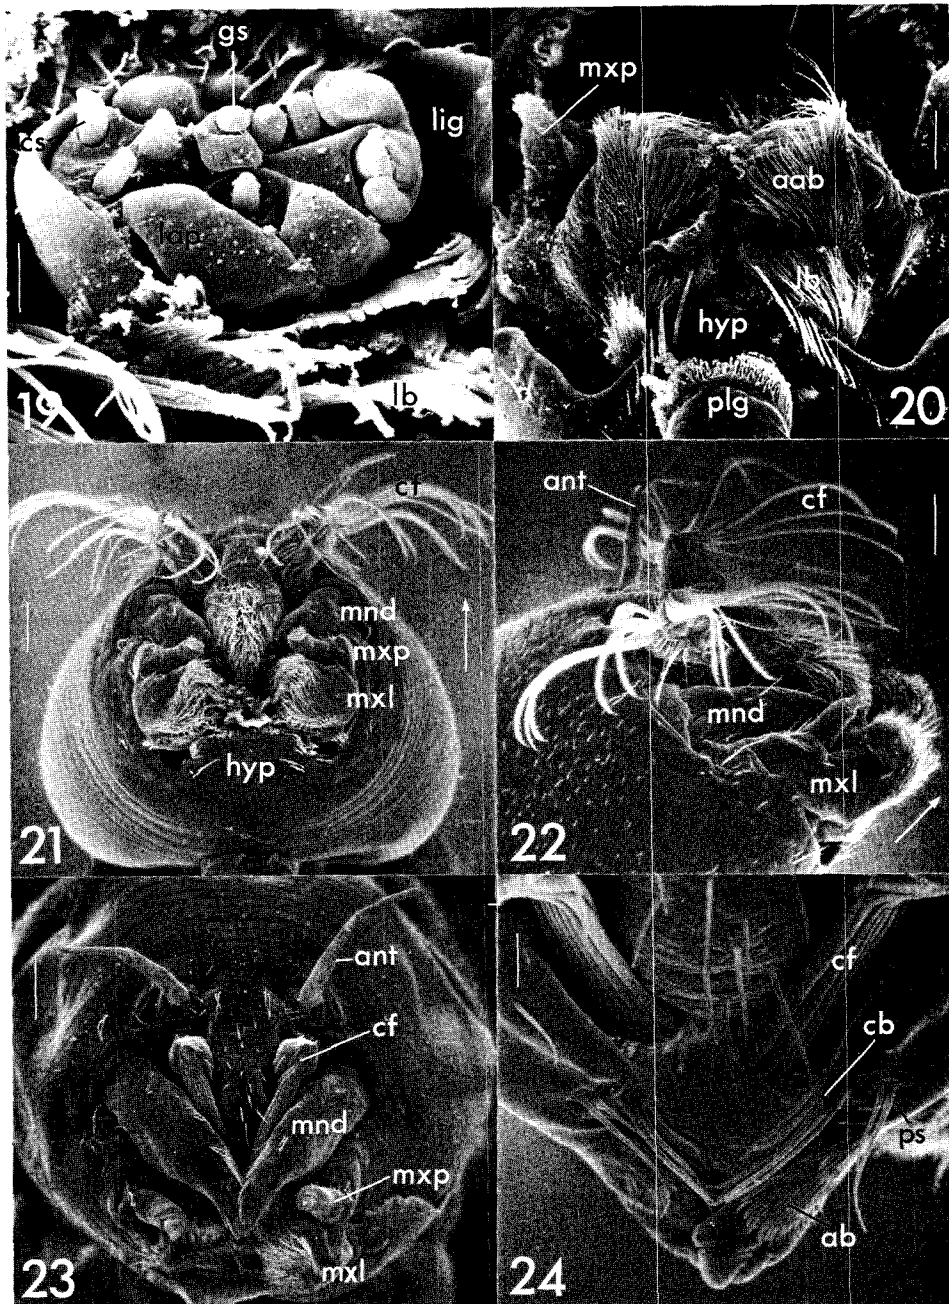 gs
cs
lig
lap
lb
19
mxp
aab
lb
hyp
plg
20
cf
mnd
mxp
mxl
hyp
21
ant
cf
mnd
mxl
22
ant
cf
mnd
mxp
mxl
23
cf
cb
ps
ab
24